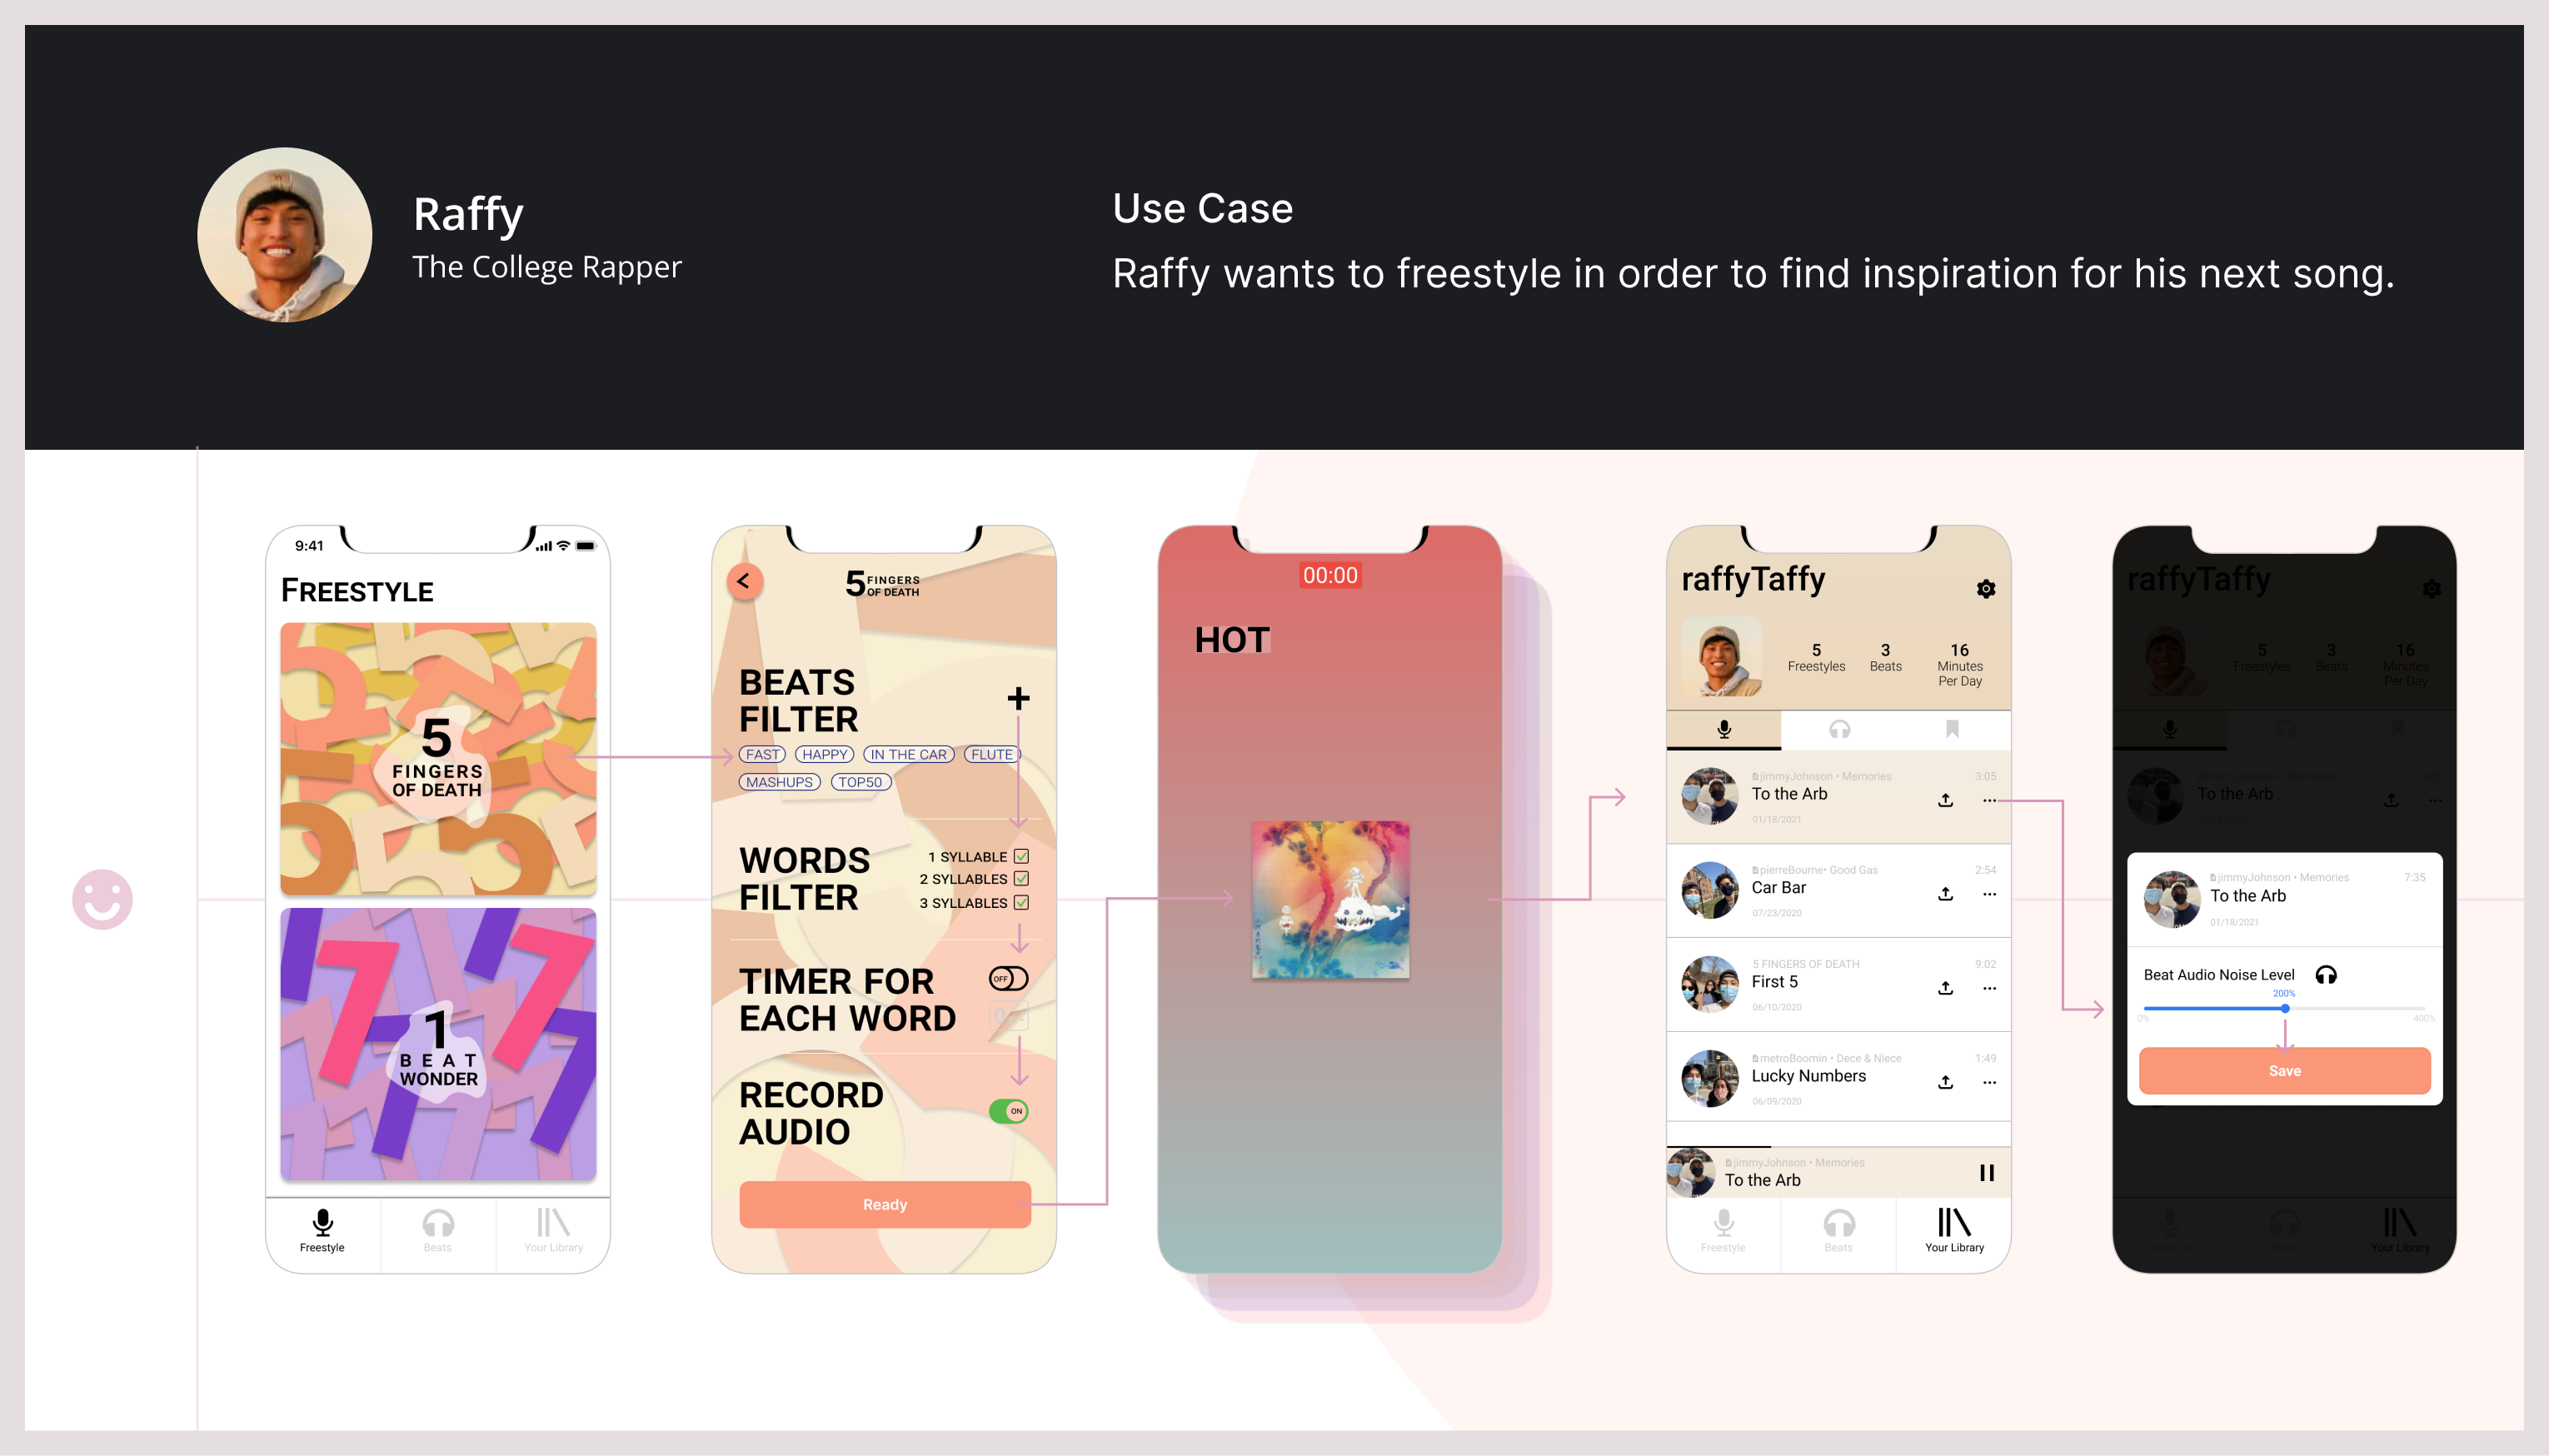 Raffy
The College Rapper
Use Case
Raffy wants to freestyle in order to find inspiration for his next song.
9:41
FREESTYLE
5
FINGERS
OF DEATH
1
BEAT
WONDER
Freestyle
Beats
Your Library
5 FINGERS
OF DEATH
BEATS
FILTER
FAST HAPPY IN THE CAR FLUTE
MASHUPS TOP50
WORDS
FILTER
1 SYLLABLE
2 SYLLABLES
3 SYLLABLES
TIMER FOR
EACH WORD
OFF
RECORD
AUDIO
ON
Ready
00:00
HOT
raffyTaffy
5
Freestyles
3
Beats
16
Minutes
Per Day
jimmyJohnson • Memories 3:05
To the Arb
01/18/2021
pierreBourne• Good Gas 2:54
Car Bar
07/23/2020
5 FINGERS OF DEATH 9:02
First 5
06/10/2020
metroBoomin • Dece & Niece 1:49
Lucky Numbers
06/09/2020
jimmyJohnson • Memories
To the Arb
Freestyle
Beats
Your Library
raffyTaffy
5
Freestyles
3
Beats
16
Minutes
Per Day
To the Arb
jimmyJohnson • Memories 7:35
To the Arb
01/18/2021
Beat Audio Noise Level
200%
0% 400%
Save
Your Library